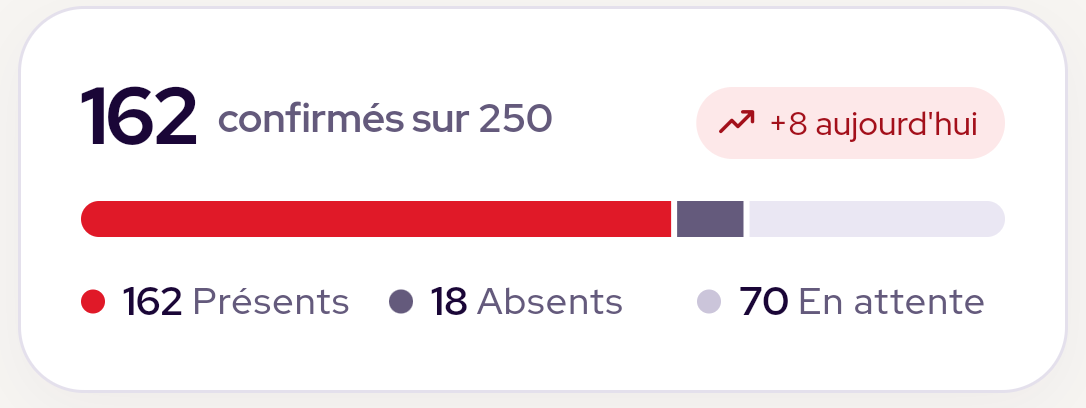 162 confirmés sur 250
+8 aujourd'hui
162 Présents
18 Absents
70 En attente